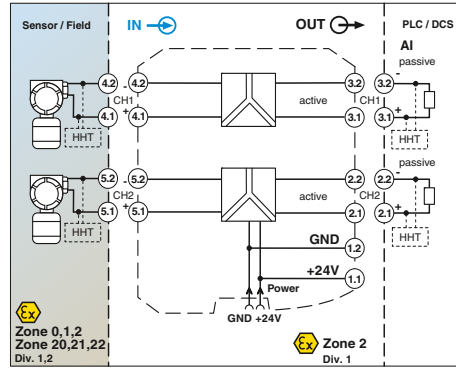 Sensor / Field
IN
OUT
PLC / DCS
AI
passive
4.2 - 4.2
3.2 3.2 -
CH1
CH1
4.1 + 4.1
active
3.1 3.1 +
HHT
HHT
passive
5.2 - 5.2
2.2 2.2 -
CH2
CH2
5.1 + 5.1
active
2.1 2.1 +
HHT
HHT
GND
1.2
+24V
1.1
Power
GND +24V
Ex
Zone 0,1,2
Zone 20,21,22
Div. 1,2
Ex
Zone 2
Div. 1